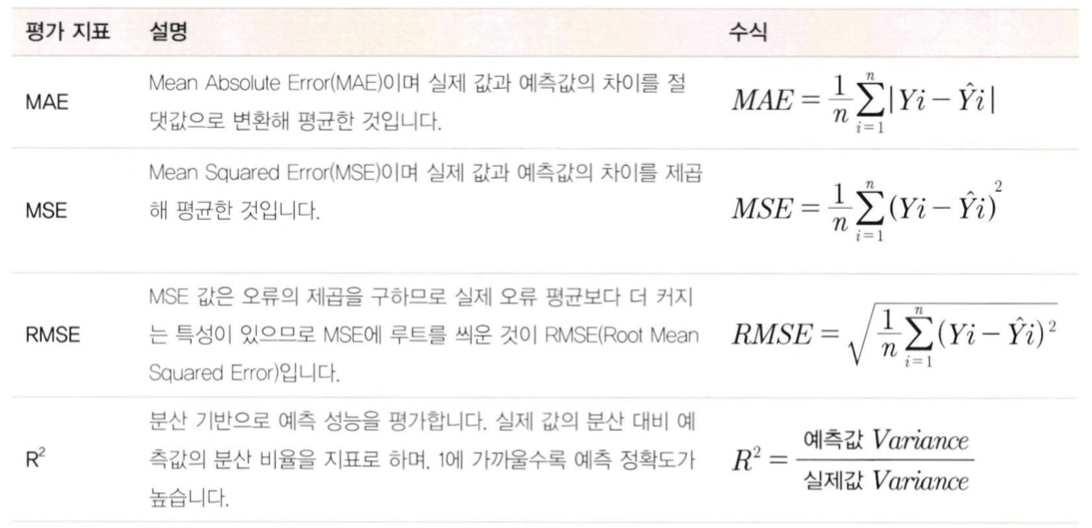 평가 지표 설명 수식
MAE
Mean Absolute Error(MAE)이며 실제 값과 예측값의 차이를 절
댓값으로 변환해 평균한 것입니다.
MAE = \frac{1}{n}\sum_{i=1}^{n}|Yi − Ŷi|
MSE
Mean Squared Error(MSE)이며 실제 값과 예측값의 차이를 제곱
해 평균한 것입니다.
MSE = \frac{1}{n}\sum_{i=1}^{n}(Yi − Ŷi)^2
RMSE
MSE 값은 오류의 제곱을 구하므로 실제 오류 평균보다 더 커지
는 특성이 있으므로 MSE에 루트를 씌운 것이 RMSE(Root Mean
Squared Error)입니다.
RMSE = \sqrt{\frac{1}{n}\sum_{i=1}^{n}(Yi − Ŷi)^2}
R²
분산 기반으로 예측 성능을 평가합니다. 실제 값의 분산 대비 예
측값의 분산 비율을 지표로 하며, 1에 가까울수록 예측 정확도가
높습니다.
R² = \frac{예측값 Variance}{실제값 Variance}